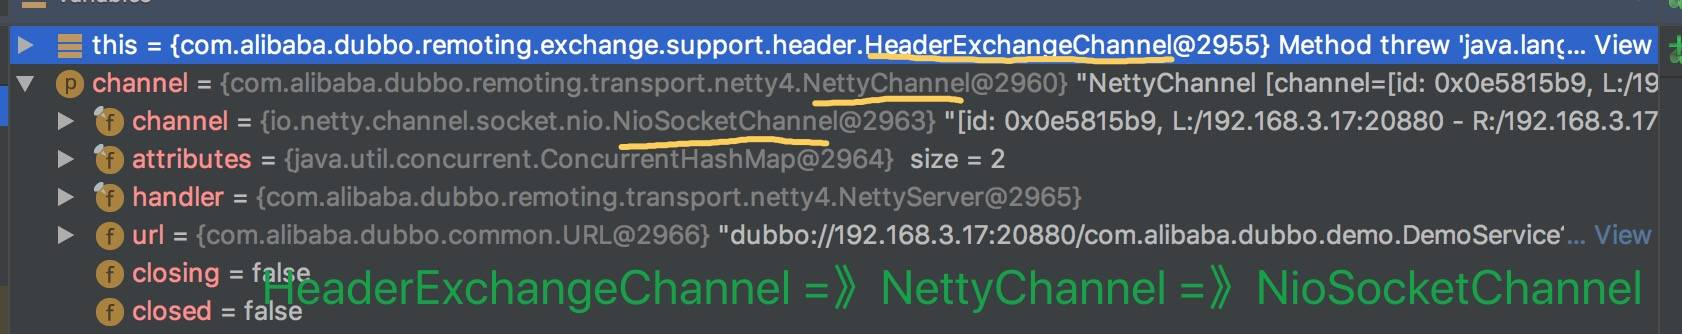 Variables
this = {com.alibaba.dubbo.remoting.exchange.support.header.HeaderExchangeChannel@2955} Method threw 'java.lang... View
p channel = {com.alibaba.dubbo.remoting.transport.netty4.NettyChannel@2960} "NettyChannel [channel=[id: 0x0e5815b9, L:/19
f channel = {io.netty.channel.socket.nio.NioSocketChannel@2963} "[id: 0x0e5815b9, L:/192.168.3.17:20880 - R:/192.168.3.17
f attributes = {java.util.concurrent.ConcurrentHashMap@2964} size = 2
f handler = {com.alibaba.dubbo.remoting.transport.netty4.NettyServer@2965}
f url = {com.alibaba.dubbo.common.URL@2966} "dubbo://192.168.3.17:20880/com.alibaba.dubbo.demo.DemoService'... View
f closing = false
HeaderExchangeChannel =》 NettyChannel =》 NioSocketChannel
f closed = false